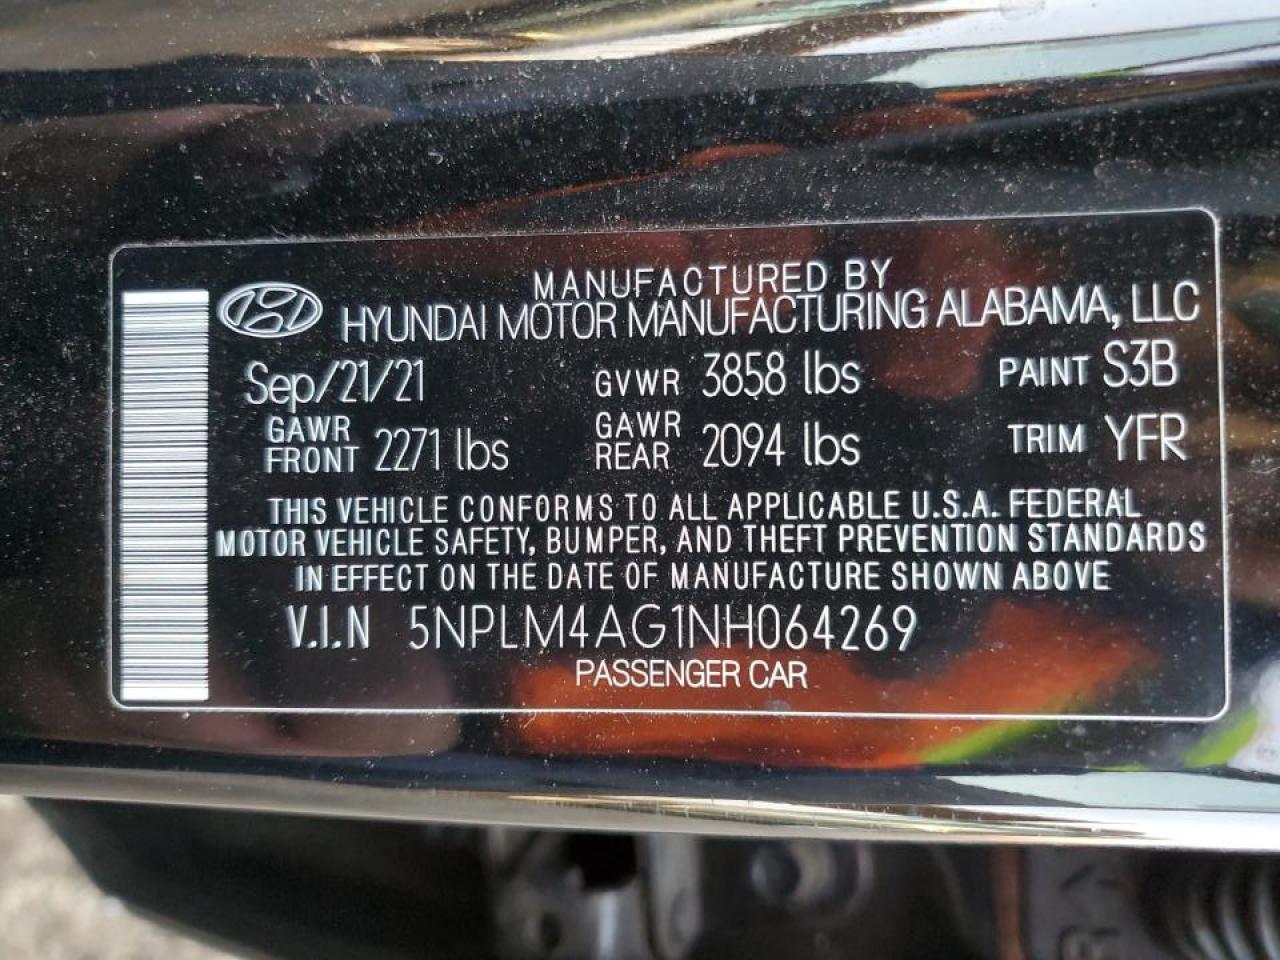 MANUFACTURED BY
HYUNDAI MOTOR MANUFACTURING ALABAMA, LLC
Sep/21/21 GVWR 3858 lbs PAINT S3B
GAWR FRONT 2271 lbs GAWR REAR 2094 lbs TRIM YFR
THIS VEHICLE CONFORMS TO ALL APPLICABLE U.S.A. FEDERAL
MOTOR VEHICLE SAFETY, BUMPER, AND THEFT PREVENTION STANDARDS
IN EFFECT ON THE DATE OF MANUFACTURE SHOWN ABOVE
V.I.N 5NPLM4AG1NH064269
PASSENGER CAR